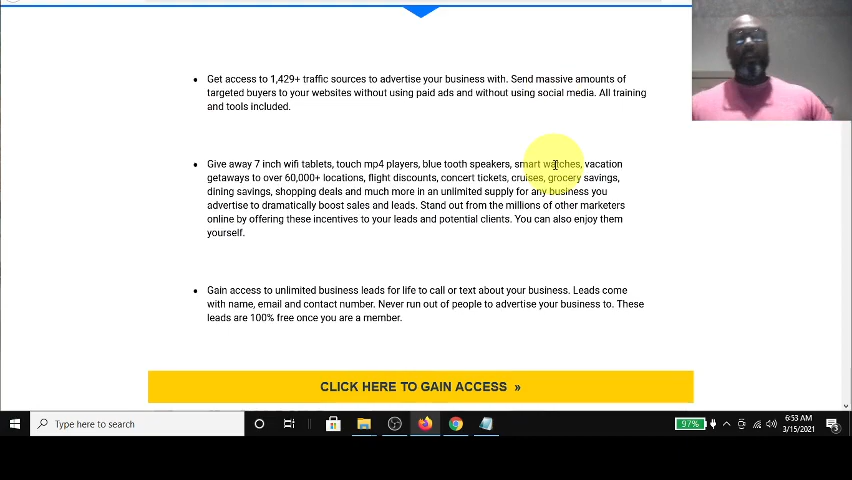 Get access to 1,429+ traffic sources to advertise your business with. Send massive amounts of
targeted buyers to your websites without using paid ads and without using social media. All training
and tools included.
Give away 7 inch wifi tablets, touch mp4 players, blue tooth speakers, smart watches, vacation
getaways to over 60,000+ locations, flight discounts, concert tickets, cruises, grocery savings,
dining savings, shopping deals and much more in an unlimited supply for any business you
advertise to dramatically boost sales and leads. Stand out from the millions of other marketers
online by offering these incentives to your leads and potential clients. You can also enjoy them
yourself.
Gain access to unlimited business leads for life to call or text about your business. Leads come
with name, email and contact number. Never run out of people to advertise your business to. These
leads are 100% free once you are a member.
CLICK HERE TO GAIN ACCESS »
Type here to search
97%
6:53 AM
3/15/2021
3